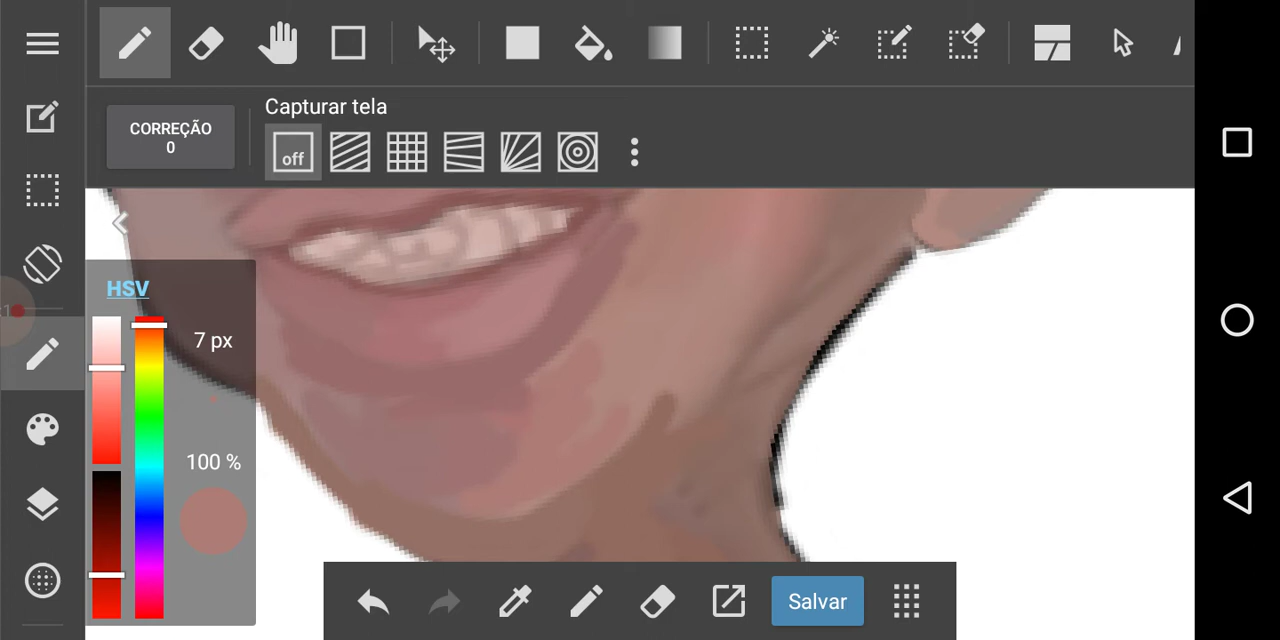 CORREÇÃO
0
Capturar tela
off
HSV
7 px
100 %
Salvar